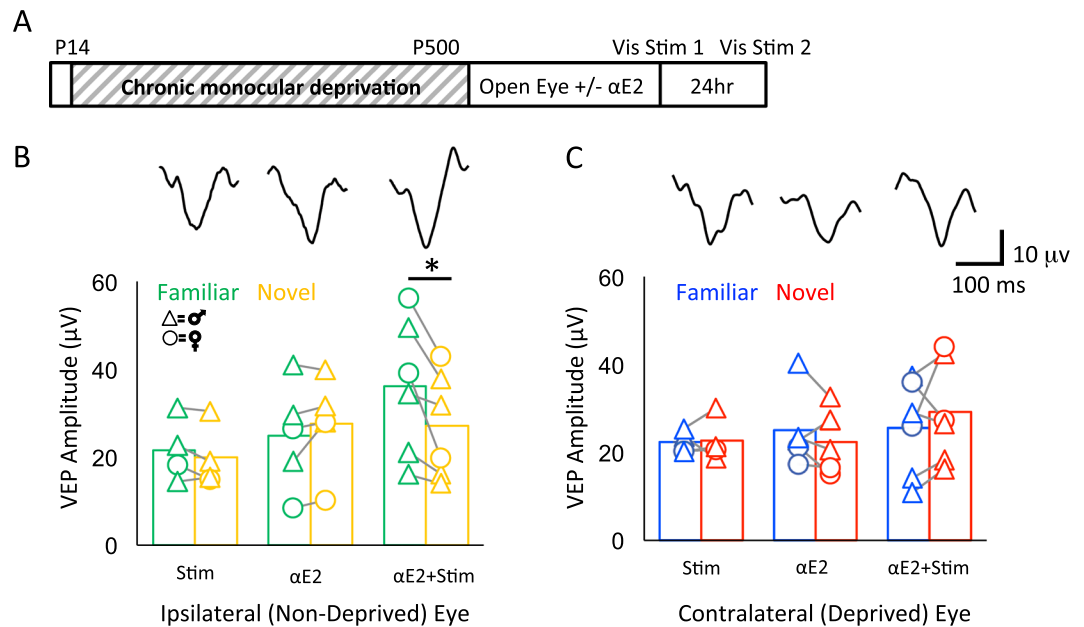 A
P14 P500 Vis Stim 1 Vis Stim 2
Chronic monocular deprivation Open Eye +/- αE2 24hr
B
C
10 μv
100 ms
*
Familiar Novel
△=♂
○=♀
VEP Amplitude (μV)
60
40
20
0
Stim αE2 αE2+Stim
Ipsilateral (Non-Deprived) Eye
Familiar Novel
VEP Amplitude (μV)
60
40
20
0
Stim αE2 αE2+Stim
Contralateral (Deprived) Eye